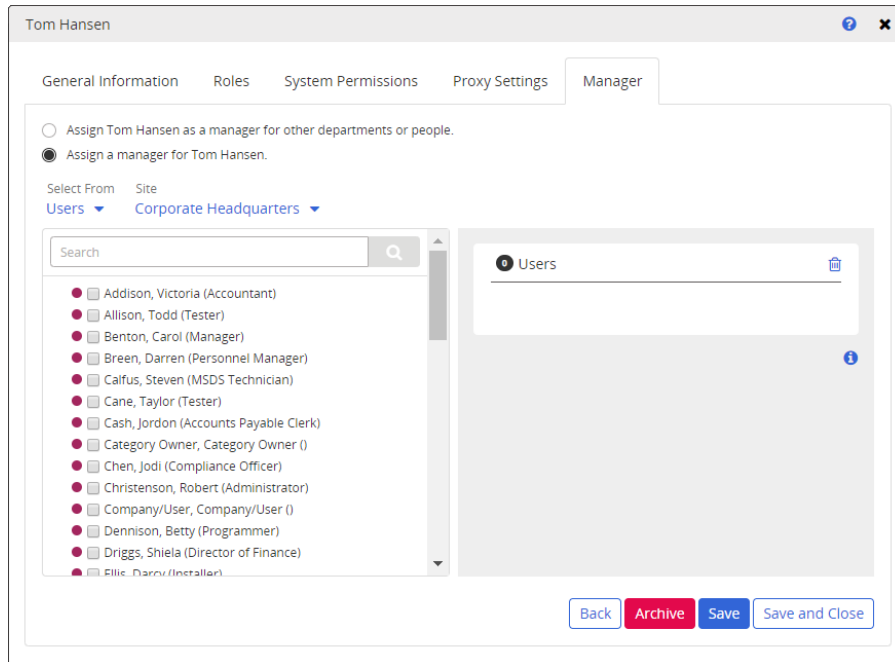 Tom Hansen
General Information Roles System Permissions Proxy Settings Manager
Assign Tom Hansen as a manager for other departments or people.
Assign a manager for Tom Hansen.
Select From Site
Users Corporate Headquarters
Search
0 Users
Addison, Victoria (Accountant)
Allison, Todd (Tester)
Benton, Carol (Manager)
Breen, Darren (Personnel Manager)
Calfus, Steven (MSDS Technician)
Cane, Taylor (Tester)
Cash, Jordon (Accounts Payable Clerk)
Category Owner, Category Owner ()
Chen, Jodi (Compliance Officer)
Christenson, Robert (Administrator)
Company/User, Company/User ()
Dennison, Betty (Programmer)
Driggs, Shiela (Director of Finance)
Ellis, Darcy (Installer)
Back Archive Save Save and Close